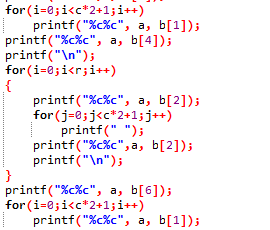 for(i=0;i<c*2+1;i++)
printf("%c%c", a, b[1]);
printf("%c%c", a, b[4]);
printf("\n");
for(i=0;i<r;i++)
{
printf("%c%c", a, b[2]);
for(j=0;j<c*2+1;j++)
printf(" ");
printf("%c%c",a, b[2]);
printf("\n");
}
printf("%c%c", a, b[6]);
for(i=0;i<c*2+1;i++)
printf("%c%c", a, b[1]);